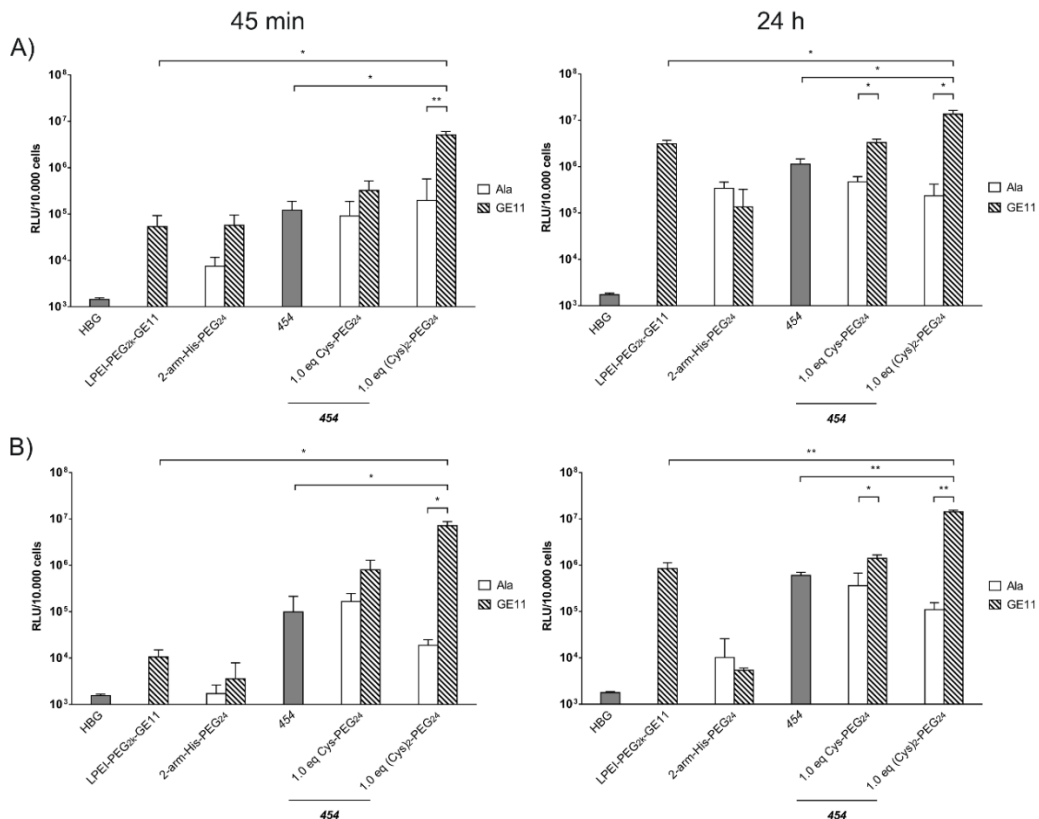 45 min
24 h
A)
* * **
10⁸
10⁷
10⁶
10⁵
10⁴
10³
RLU/10.000 cells
Ala
GE11
HBG
LPEI-PEG₂ₖ-GE11
2-arm-His-PEG₂₄
454
1.0 eq Cys-PEG₂₄
1.0 eq (Cys)₂-PEG₂₄
454
* * * *
10⁸
10⁷
10⁶
10⁵
10⁴
10³
RLU/10.000 cells
Ala
GE11
HBG
LPEI-PEG₂ₖ-GE11
2-arm-His-PEG₂₄
454
1.0 eq Cys-PEG₂₄
1.0 eq (Cys)₂-PEG₂₄
454
B)
* * *
10⁸
10⁷
10⁶
10⁵
10⁴
10³
RLU/10.000 cells
Ala
GE11
HBG
LPEI-PEG₂ₖ-GE11
2-arm-His-PEG₂₄
454
1.0 eq Cys-PEG₂₄
1.0 eq (Cys)₂-PEG₂₄
454
** ** * **
10⁸
10⁷
10⁶
10⁵
10⁴
10³
RLU/10.000 cells
Ala
GE11
HBG
LPEI-PEG₂ₖ-GE11
2-arm-His-PEG₂₄
454
1.0 eq Cys-PEG₂₄
1.0 eq (Cys)₂-PEG₂₄
454